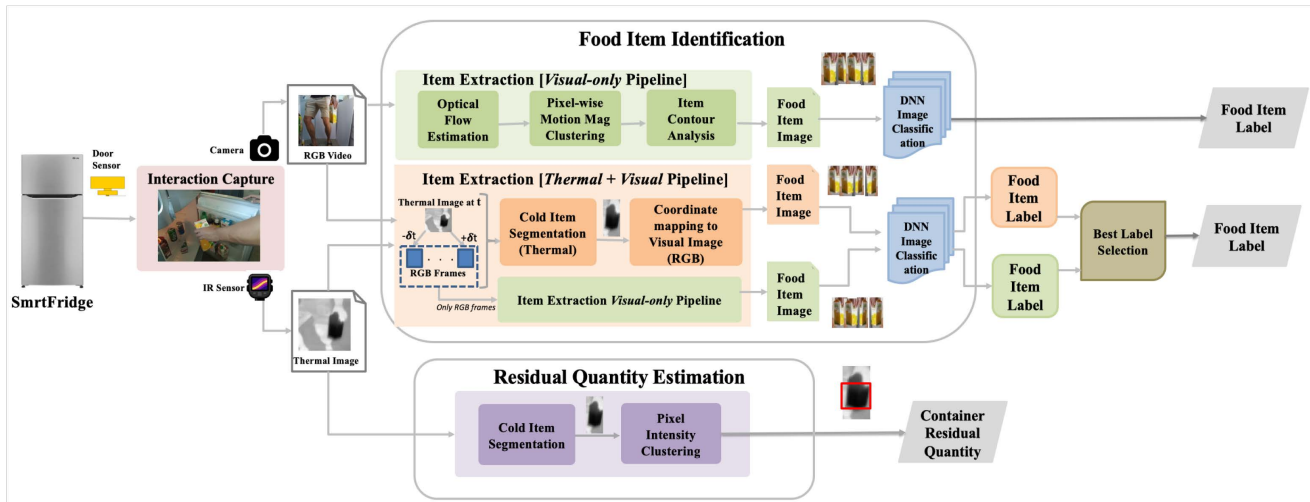 Food Item Identification
Item Extraction [Visual-only Pipeline]
Optical
Flow
Estimation
Pixel-wise
Motion Mag
Clustering
Item
Contour
Analysis
Food
Item
Image
DNN
Image
Classific
ation
Food Item
Label
Camera
RGB Video
Door
Sensor
Interaction Capture
SmrtFridge
IR Sensor
Thermal Image
Item Extraction [Thermal + Visual Pipeline]
Thermal Image at t
-δt
+δt
. . . .
RGB Frames
Only RGB frames
Cold Item
Segmentation
(Thermal)
Coordinate
mapping to
Visual Image
(RGB)
Item Extraction Visual-only Pipeline
Food
Item
Image
Food
Item
Image
DNN
Image
Classific
ation
Food
Item
Label
Food
Item
Label
Best Label
Selection
Food Item
Label
Residual Quantity Estimation
Cold Item
Segmentation
Pixel
Intensity
Clustering
Container
Residual
Quantity